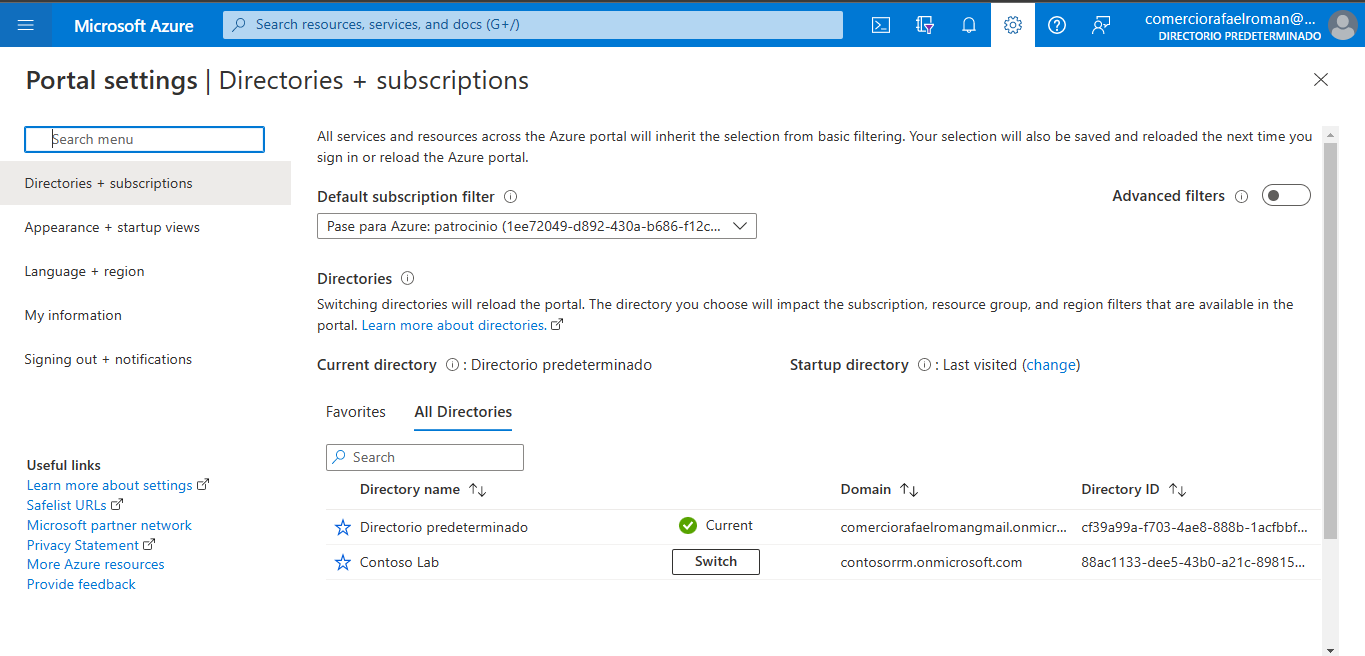 Microsoft Azure
Search resources, services, and docs (G+/)
comerciorafaelroman@...
DIRECTORIO PREDETERMINADO
Portal settings | Directories + subscriptions
Search menu
Directories + subscriptions
Appearance + startup views
Language + region
My information
Signing out + notifications
Useful links
Learn more about settings
Safelist URLs
Microsoft partner network
Privacy Statement
More Azure resources
Provide feedback
All services and resources across the Azure portal will inherit the selection from basic filtering. Your selection will also be saved and reloaded the next time you
sign in or reload the Azure portal.
Default subscription filter
Advanced filters
Pase para Azure: patrocinio (1ee72049-d892-430a-b686-f12c...
Directories
Switching directories will reload the portal. The directory you choose will impact the subscription, resource group, and region filters that are available in the
portal. Learn more about directories.
Current directory : Directorio predeterminado
Startup directory : Last visited (change)
Favorites
All Directories
Search
Directory name Domain Directory ID
Directorio predeterminado Current comerciorafaelromangmail.onmicr... cf39a99a-f703-4ae8-888b-1acfbbf...
Contoso Lab Switch contosorrm.onmicrosoft.com 88ac1133-dee5-43b0-a21c-89815...